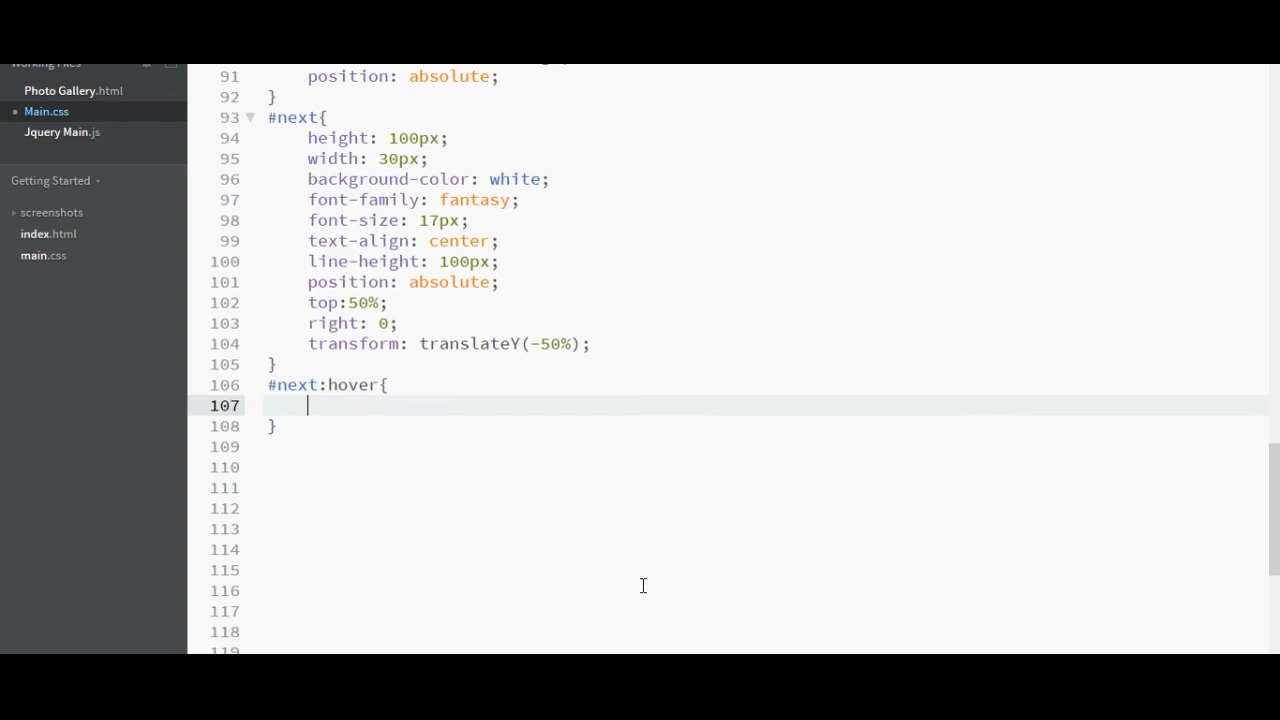 Working Files
Photo Gallery.html
Main.css
Jquery Main.js
Getting Started
screenshots
index.html
main.css
91 position: absolute;
92 }
93 #next{
94 height: 100px;
95 width: 30px;
96 background-color: white;
97 font-family: fantasy;
98 font-size: 17px;
99 text-align: center;
100 line-height: 100px;
101 position: absolute;
102 top:50%;
103 right: 0;
104 transform: translateY(-50%);
105 }
106 #next:hover{
107
108 }
109
110
111
112
113
114
115
116
117
118
119